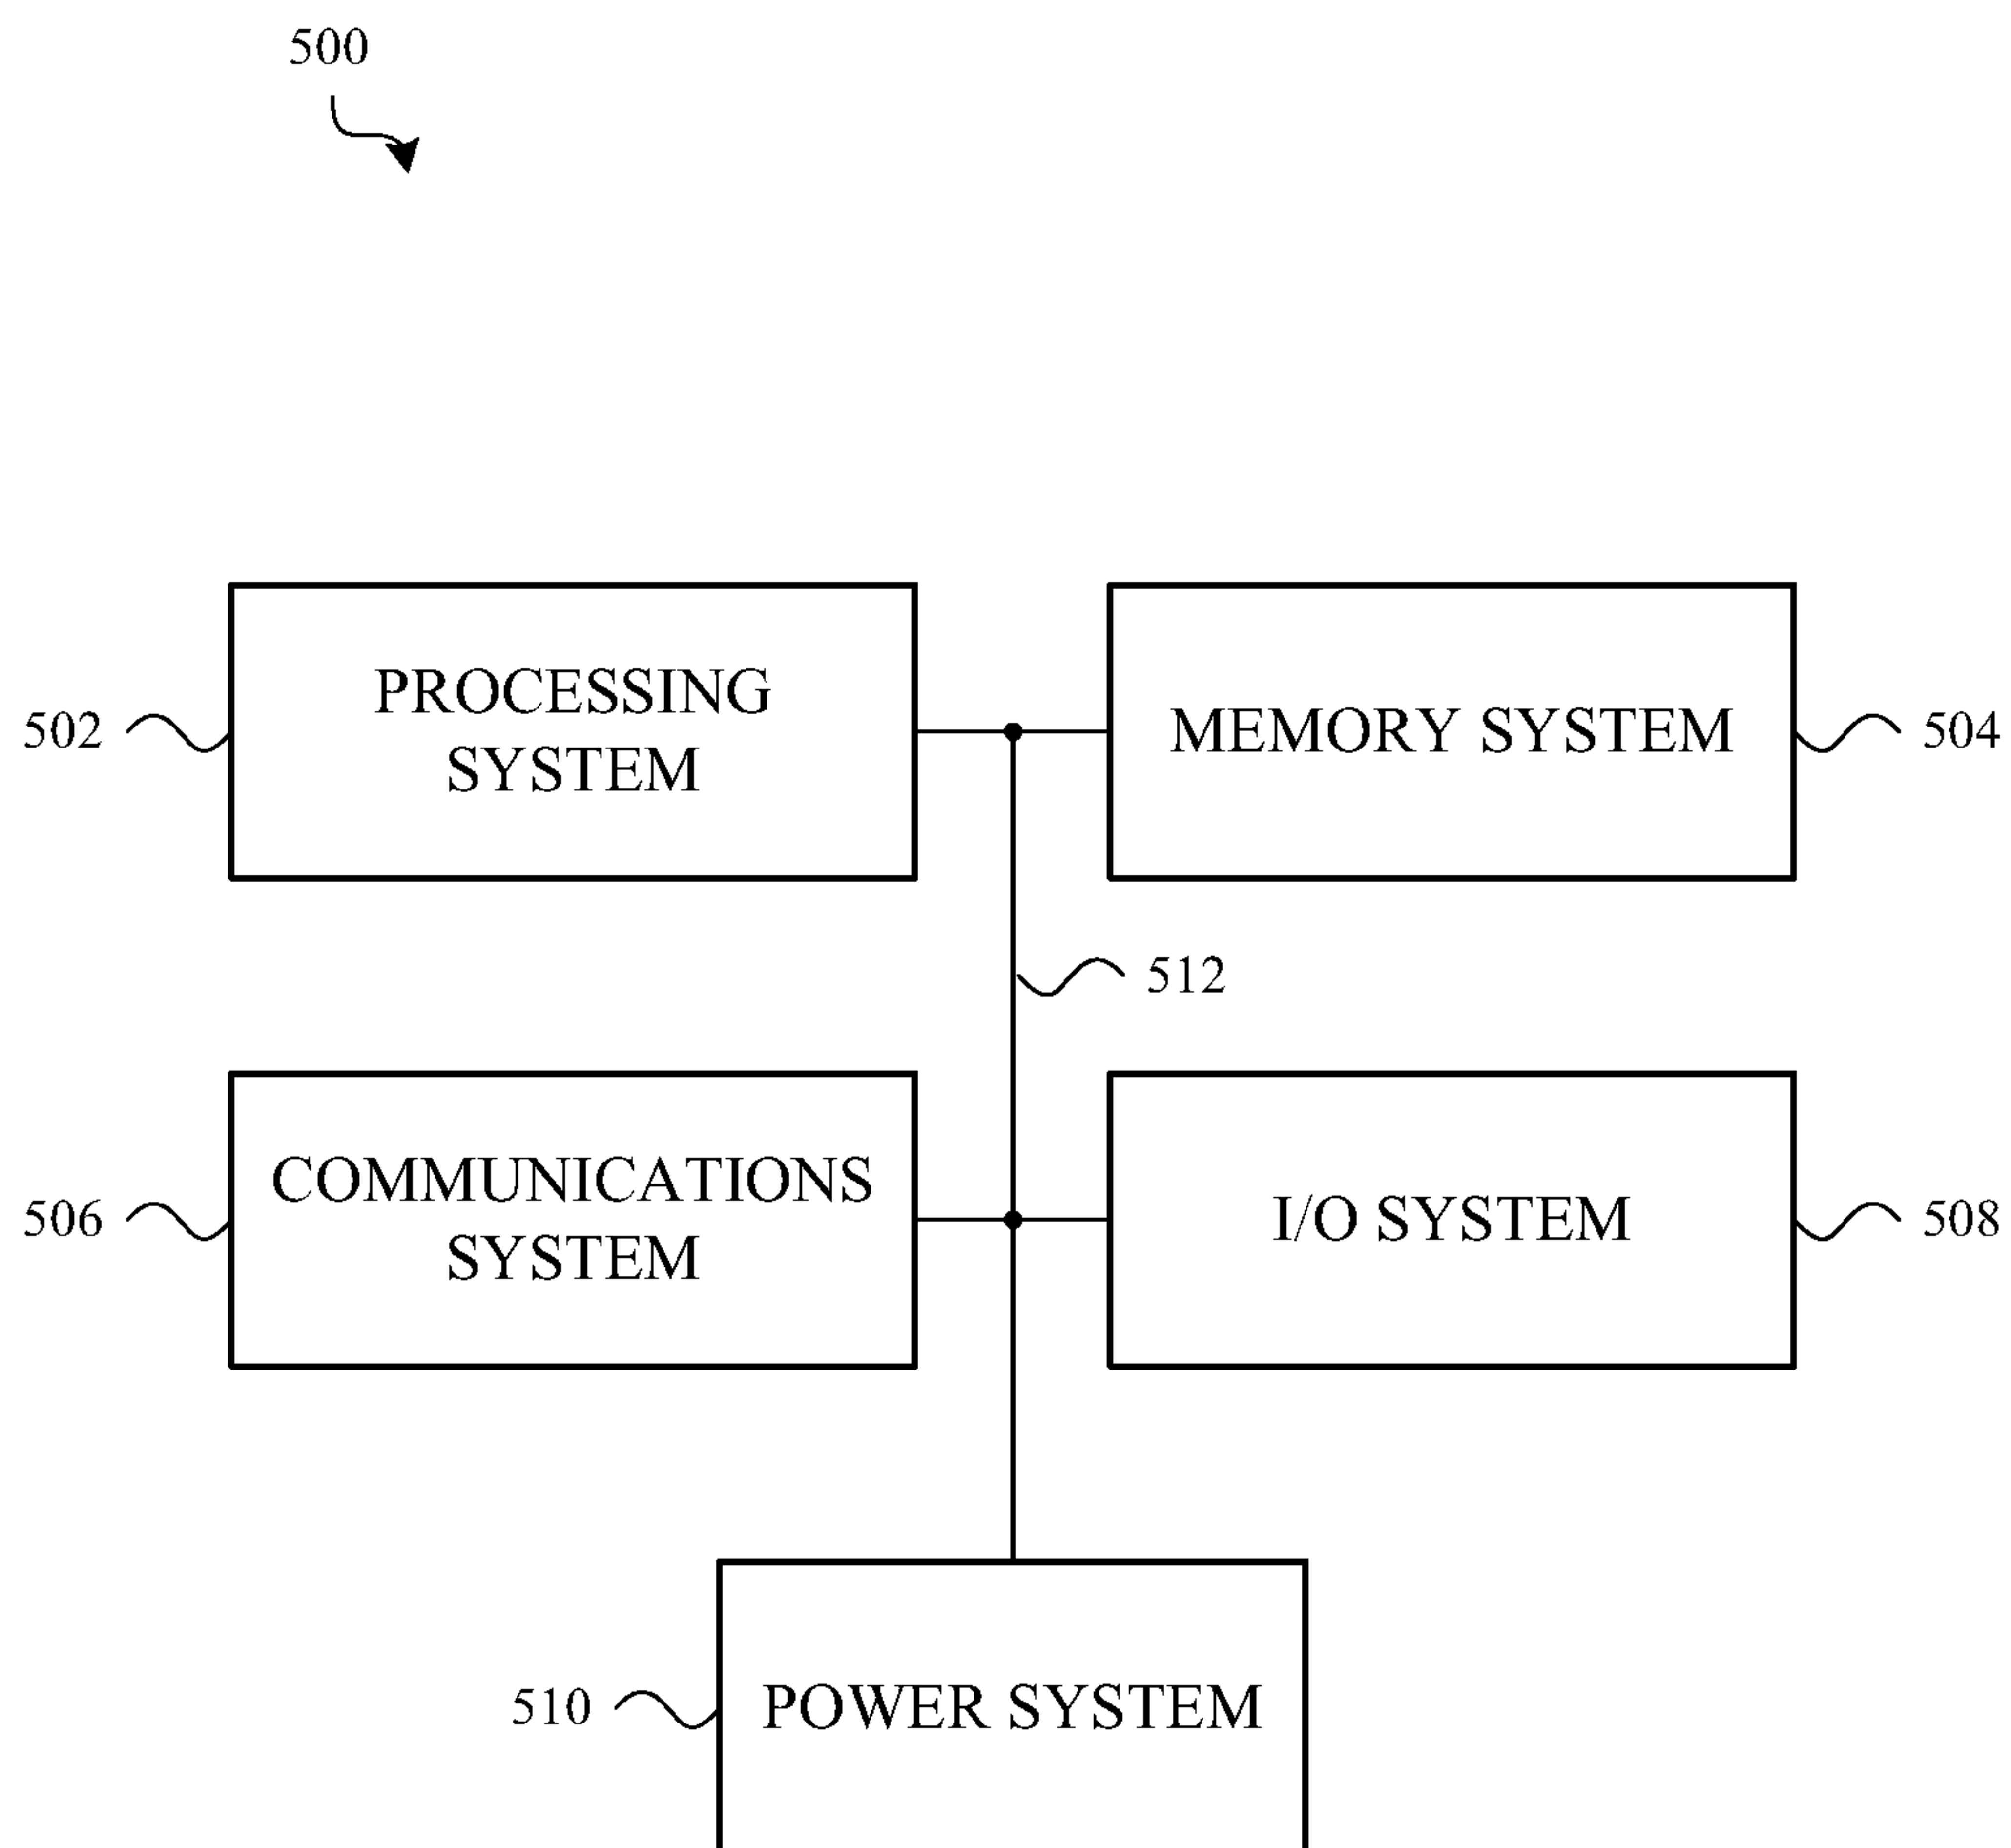 500
PROCESSING
SYSTEM
502
MEMORY SYSTEM
504
512
COMMUNICATIONS
SYSTEM
506
I/O SYSTEM
508
510
POWER SYSTEM